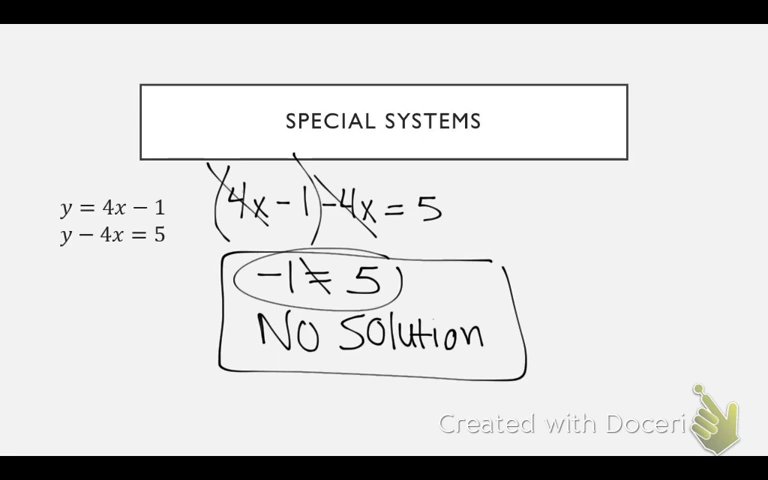 SPECIAL SYSTEMS
y = 4x − 1
y − 4x = 5
(4x - 1) - 4x = 5
-1 ≠ 5
No Solution
Created with Doceri